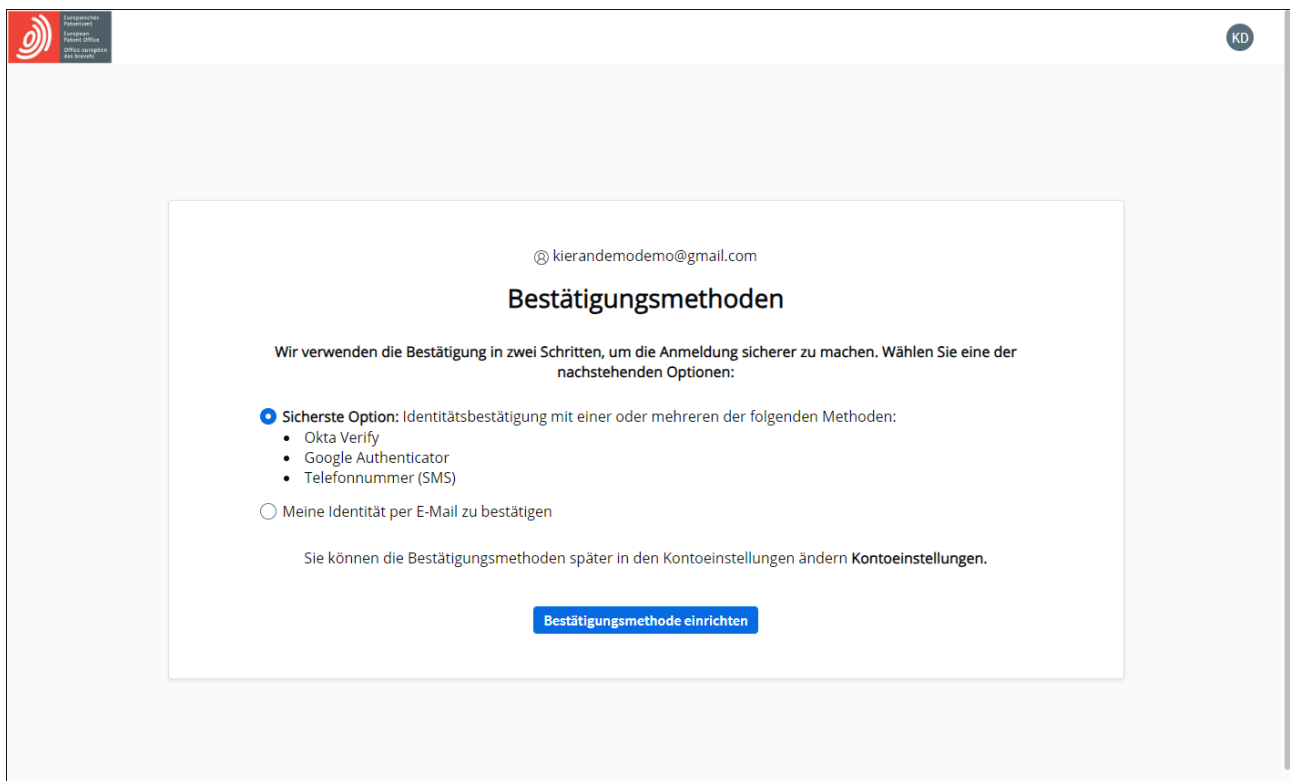 Europäisches
Patentamt
European
Patent Office
Office européen
des brevets
KD
kierandemodemo@gmail.com
Bestätigungsmethoden
Wir verwenden die Bestätigung in zwei Schritten, um die Anmeldung sicherer zu machen. Wählen Sie eine der
nachstehenden Optionen:
Sicherste Option: Identitätsbestätigung mit einer oder mehreren der folgenden Methoden:
• Okta Verify
• Google Authenticator
• Telefonnummer (SMS)
Meine Identität per E-Mail zu bestätigen
Sie können die Bestätigungsmethoden später in den Kontoeinstellungen ändern Kontoeinstellungen.
Bestätigungsmethode einrichten